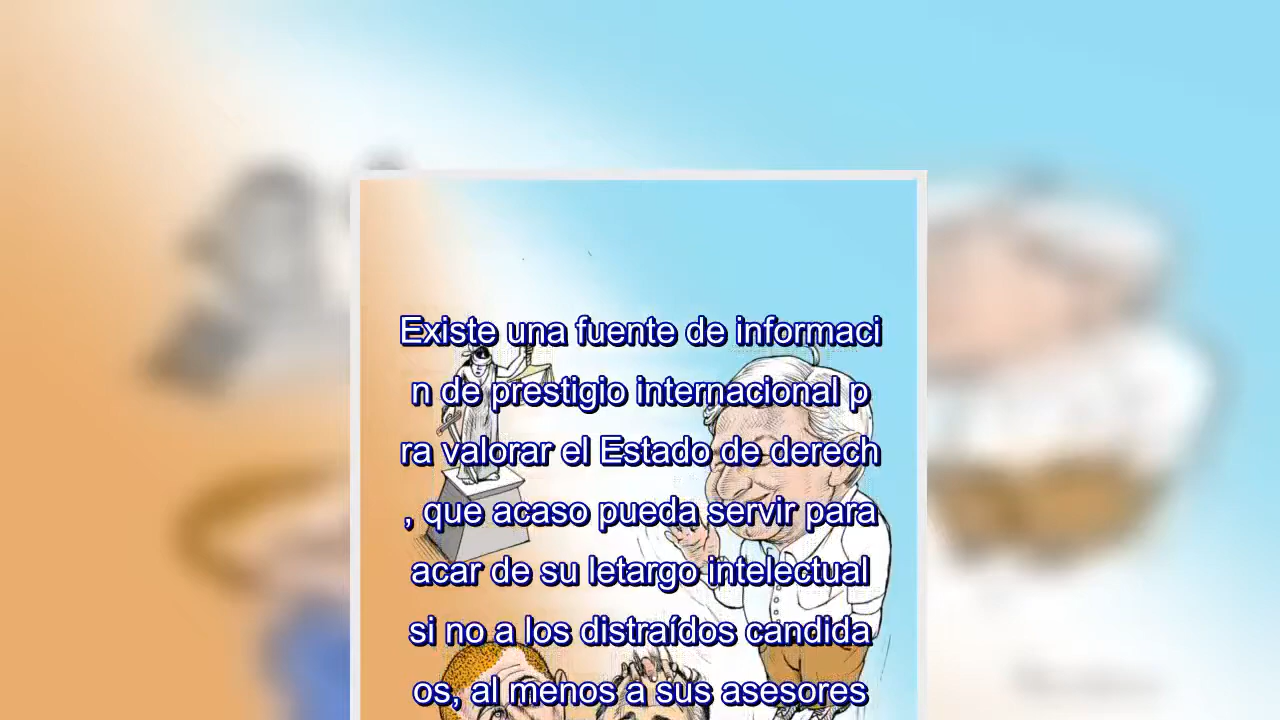 Existe una fuente de informaci
n de prestigio internacional p
ra valorar el Estado de derech
, que acaso pueda servir para
acar de su letargo intelectual
si no a los distraídos candida
os, al menos a sus asesores